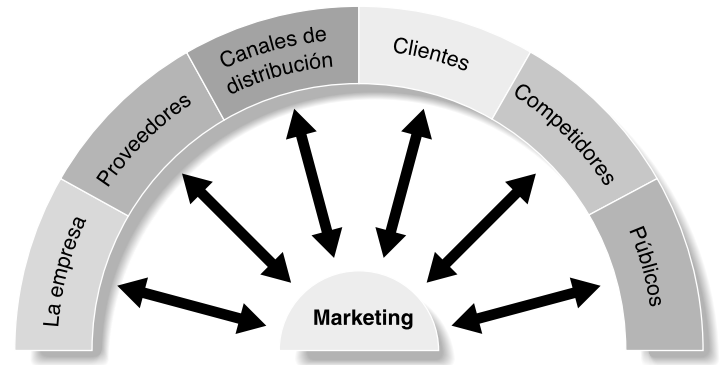 La empresa
Proveedores
Canales de
distribución
Clientes
Competidores
Públicos
Marketing